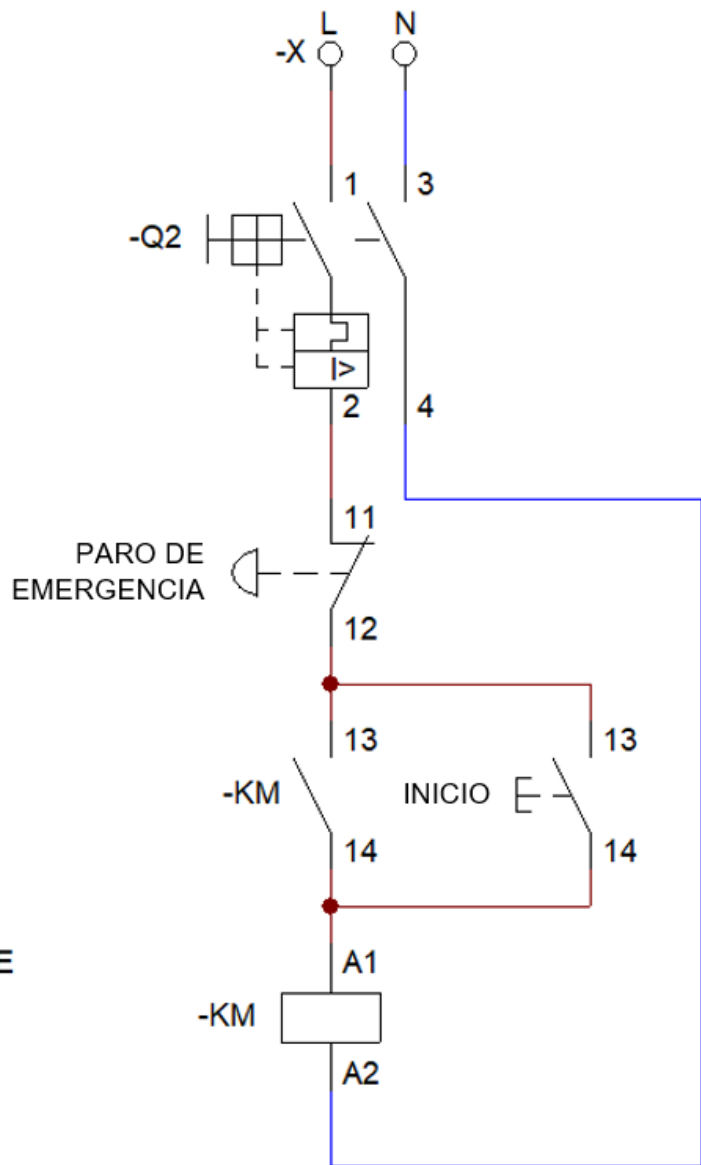 L N
-X
1 3
-Q2
I>
2 4
11
PARO DE
EMERGENCIA
12
13 13
-KM INICIO
14 14
E
A1
-KM
A2